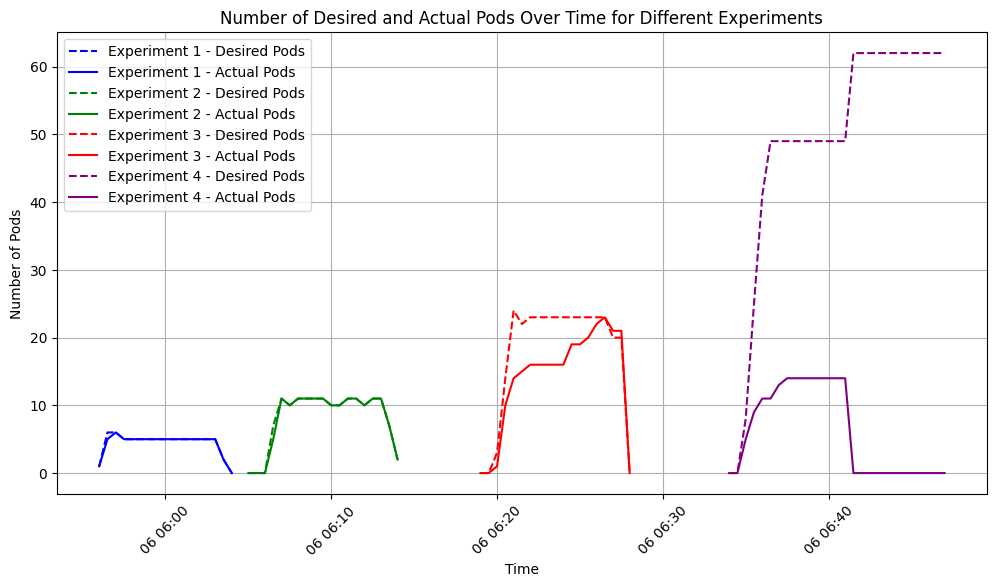 Number of Desired and Actual Pods Over Time for Different Experiments
Experiment 1 - Desired Pods
Experiment 1 - Actual Pods
Experiment 2 - Desired Pods
Experiment 2 - Actual Pods
Experiment 3 - Desired Pods
Experiment 3 - Actual Pods
Experiment 4 - Desired Pods
Experiment 4 - Actual Pods
Number of Pods
60
50
40
30
20
10
0
06 06:00
06 06:10
06 06:20
06 06:30
06 06:40
Time